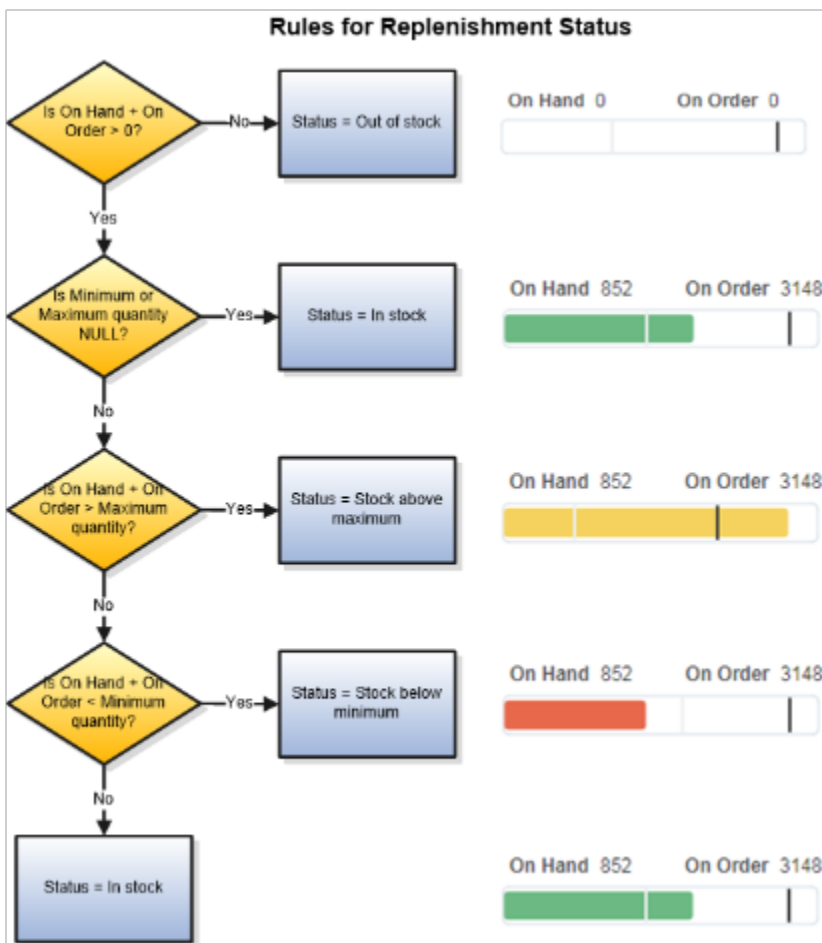 Rules for Replenishment Status
Is On Hand + On
Order > 0?
No
Status = Out of stock
On Hand 0 On Order 0
Yes
Is Minimum or
Maximum quantity
NULL?
Yes
Status = In stock
On Hand 852 On Order 3148
No
Is On Hand + On
Order > Maximum
quantity?
Yes
Status = Stock above
maximum
On Hand 852 On Order 3148
No
Is On Hand + On
Order < Minimum
quantity?
Yes
Status = Stock below
minimum
On Hand 852 On Order 3148
No
Status = In stock
On Hand 852 On Order 3148